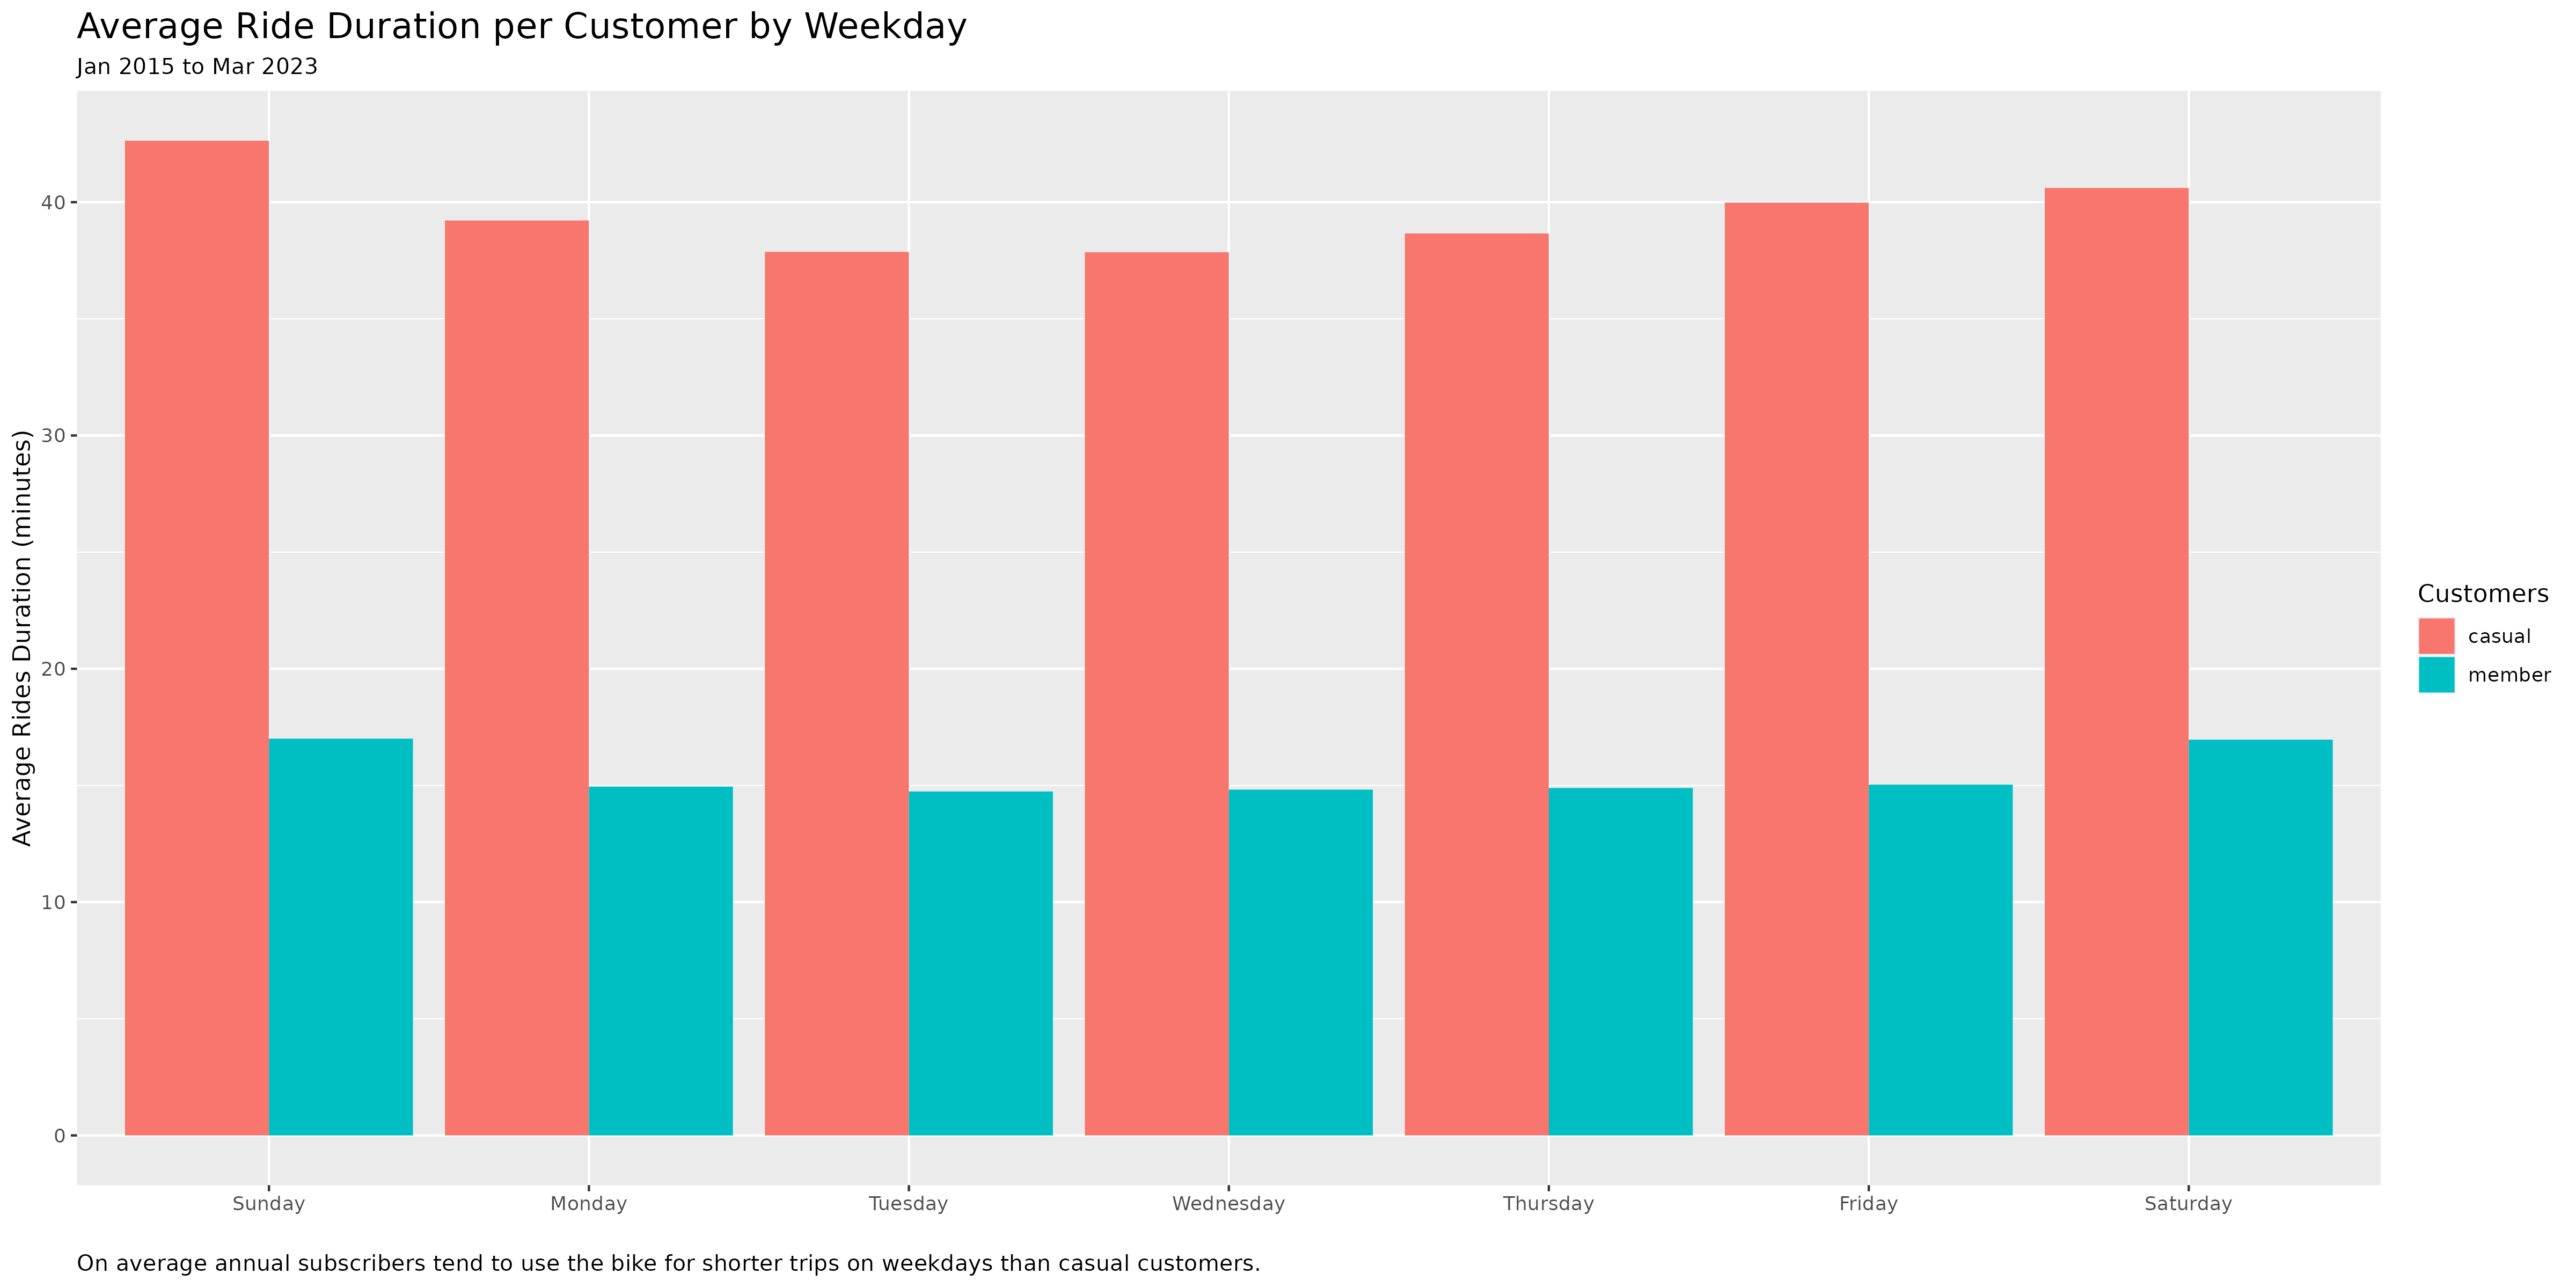 Average Ride Duration per Customer by Weekday
Jan 2015 to Mar 2023
Average Rides Duration (minutes)
40
30
20
10
0
Sunday
Monday
Tuesday
Wednesday
Thursday
Friday
Saturday
Customers
casual
member
On average annual subscribers tend to use the bike for shorter trips on weekdays than casual customers.